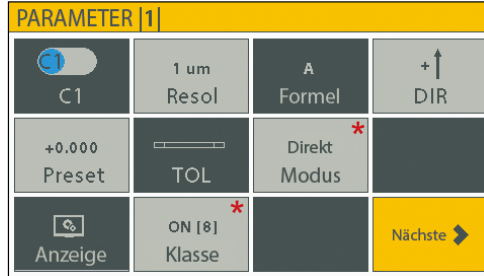 PARAMETER |1|
C1
C1
1 um
Resol
A
Formel
+
DIR
+0.000
Preset
TOL
Direkt *
Modus
Anzeige
ON [8] *
Klasse
Nächste